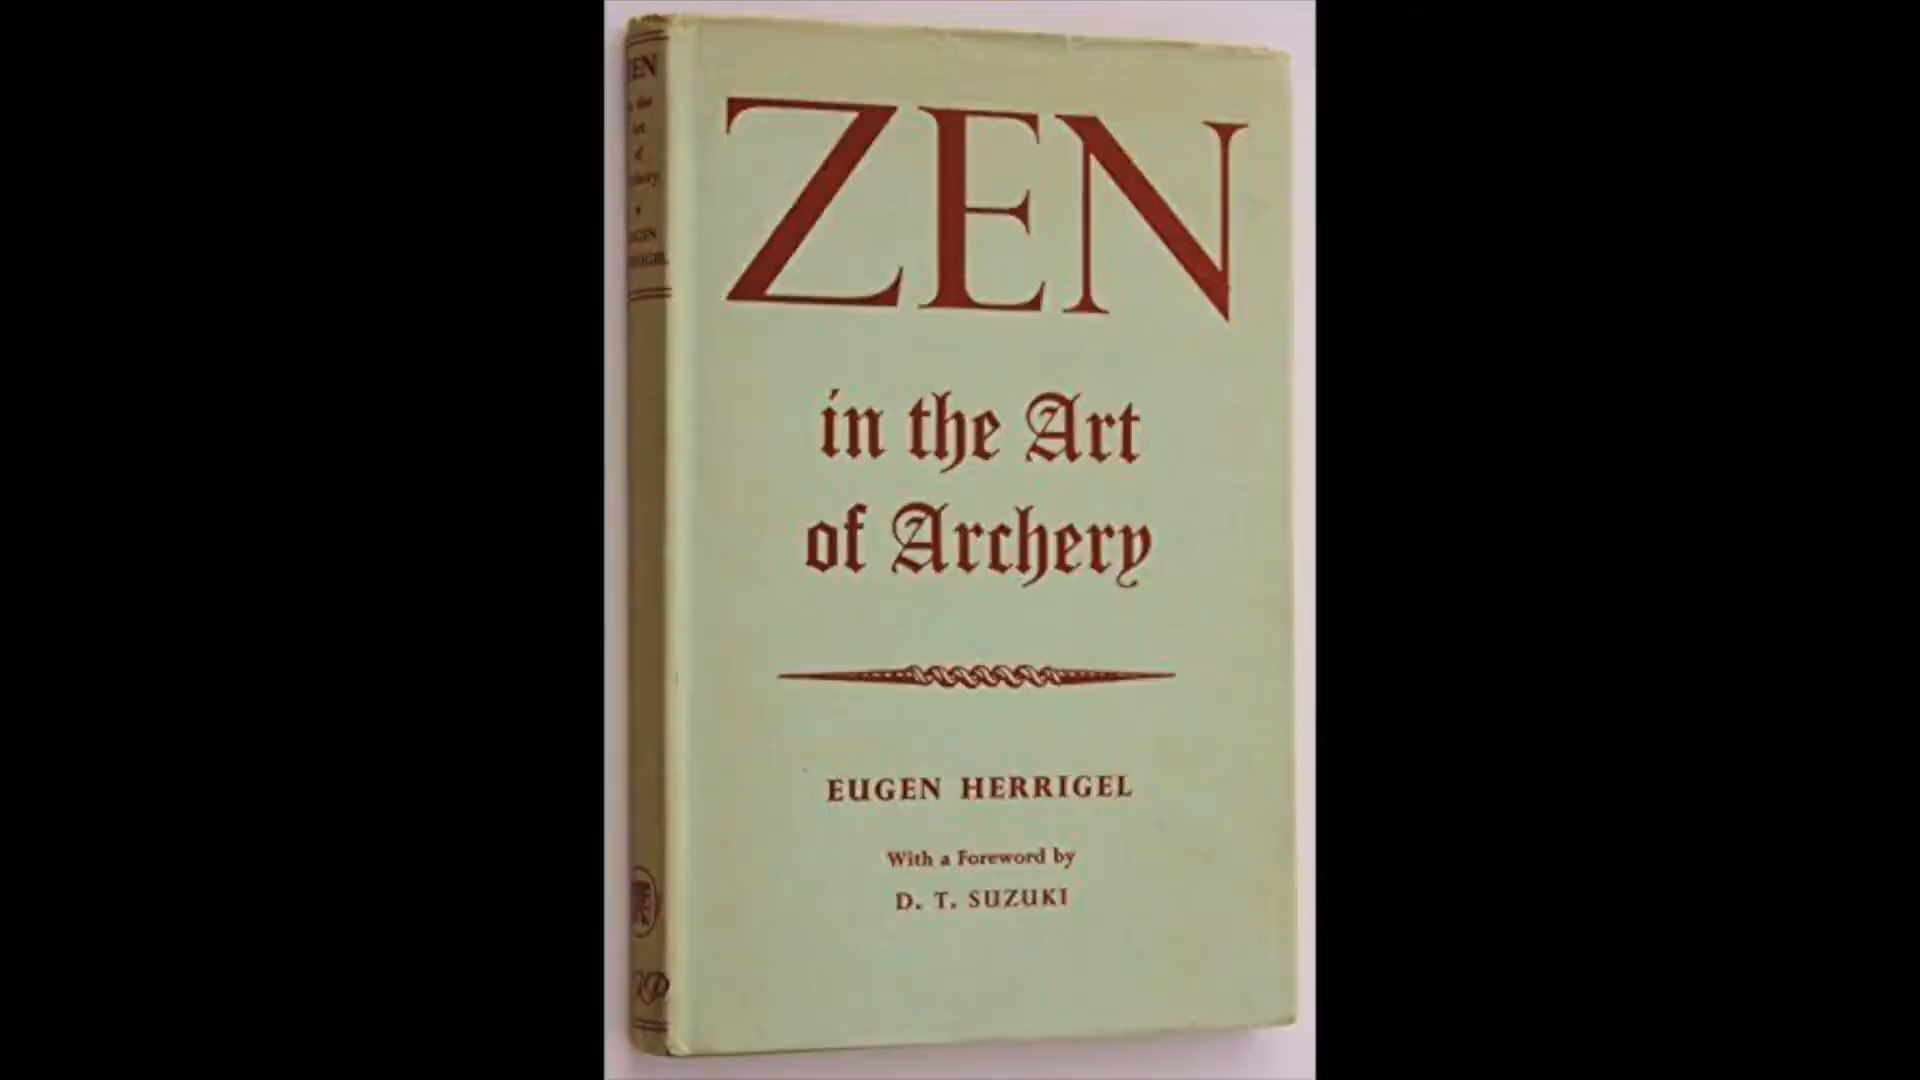 ZEN
in the Art
of Archery
EUGEN HERRIGEL
With a Foreword by
D. T. SUZUKI